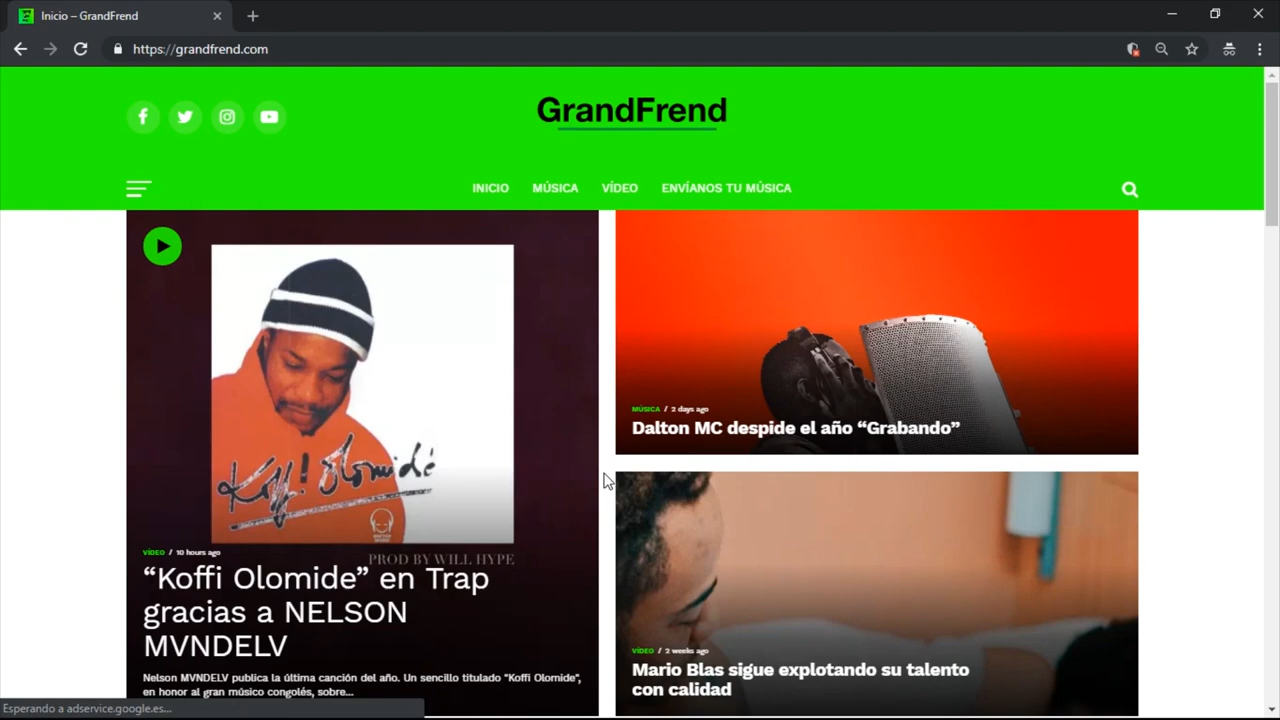 Inicio – GrandFrend
https://grandfrend.com
GrandFrend
INICIO MÚSICA VÍDEO ENVÍANOS TU MÚSICA
Koffi Olomidé
PROD BY WILL HYPE
VÍDEO / 10 hours ago
“Koffi Olomide” en Trap
gracias a NELSON
MVNDELV
Nelson MVNDELV publica la última canción del año. Un sencillo titulado “Koffi Olomide”,
en honor al gran músico congolés, sobre...
MÚSICA / 2 days ago
Dalton MC despide el año “Grabando”
VÍDEO / 2 weeks ago
Mario Blas sigue explotando su talento
con calidad
Esperando a adservice.google.es...